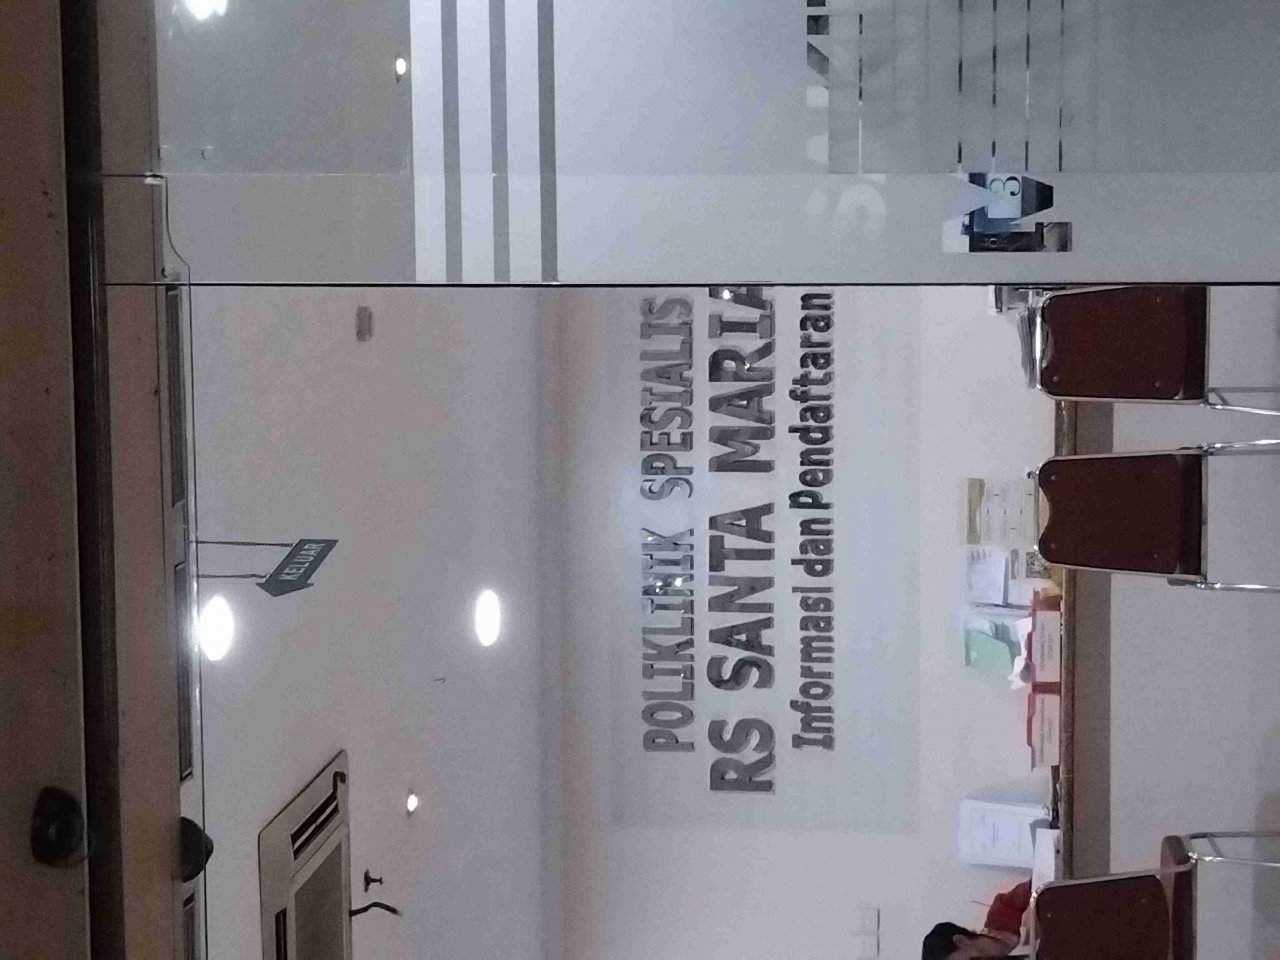 KELUAR
POLIKLINIK SPESIALIS
RS SANTA MARIA
Informasi dan Pendaftaran